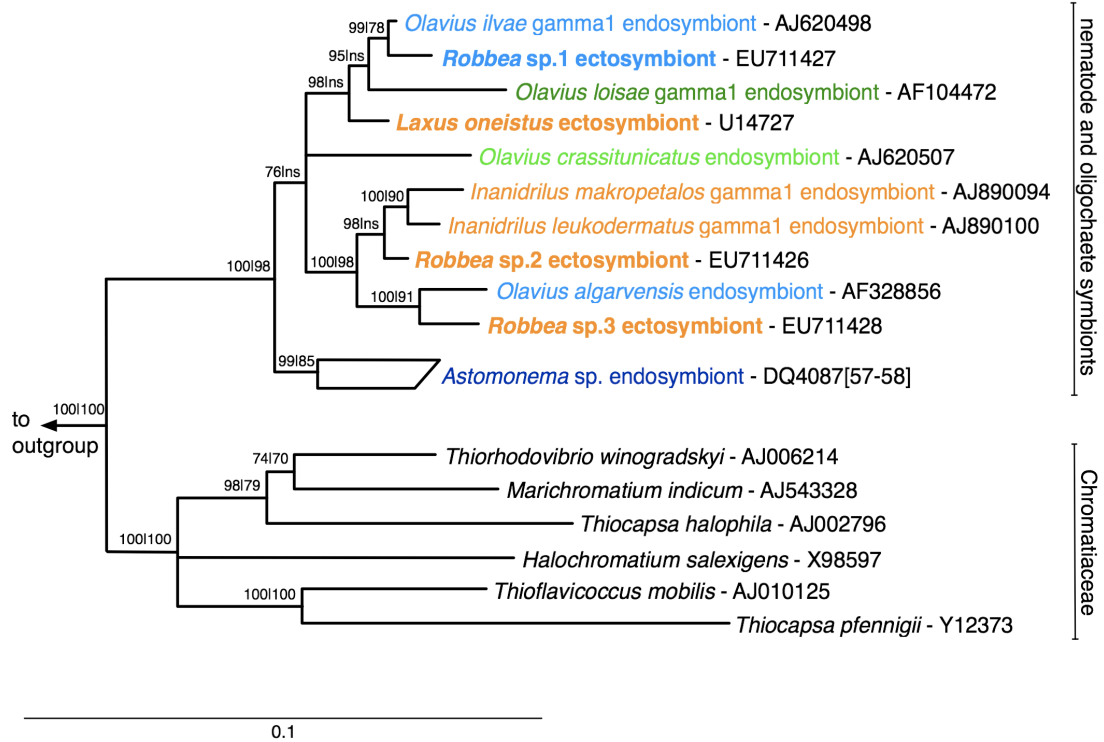 99|78
Olavius ilvae gamma1 endosymbiont - AJ620498
95|ns
Robbea sp.1 ectosymbiont - EU711427
98|ns
Olavius loisae gamma1 endosymbiont - AF104472
Laxus oneistus ectosymbiont - U14727
Olavius crassitunicatus endosymbiont - AJ620507
76|ns
100|90
Inanidrilus makropetalos gamma1 endosymbiont - AJ890094
98|ns
Inanidrilus leukodermatus gamma1 endosymbiont - AJ890100
100|98
100|98
Robbea sp.2 ectosymbiont - EU711426
100|91
Olavius algarvensis endosymbiont - AF328856
Robbea sp.3 ectosymbiont - EU711428
99|85
Astomonema sp. endosymbiont - DQ4087[57-58]
nematode and oligochaete symbionts
100|100
to
outgroup
74|70
Thiorhodovibrio winogradskyi - AJ006214
98|79
Marichromatium indicum - AJ543328
Thiocapsa halophila - AJ002796
100|100
Halochromatium salexigens - X98597
100|100
Thioflavicoccus mobilis - AJ010125
Thiocapsa pfennigii - Y12373
Chromatiaceae
0.1